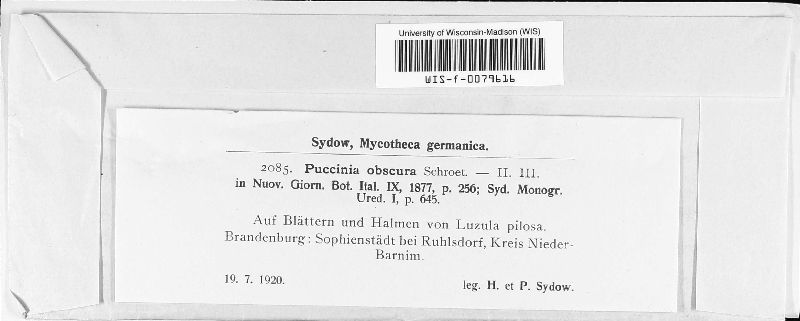 University of Wisconsin-Madison (WIS)
WIS-f-0079616
Sydow, Mycotheca germanica.
2085. Puccinia obscura Schroet. — II. III.
in Nuov. Giorn. Bot. Ital. IX, 1877, p. 256; Syd. Monogr.
Ured. I, p. 645.
Auf Blättern und Halmen von Luzula pilosa.
Brandenburg: Sophienstädt bei Ruhlsdorf, Kreis Nieder-
Barnim.
19. 7. 1920.
leg. H. et P. Sydow.